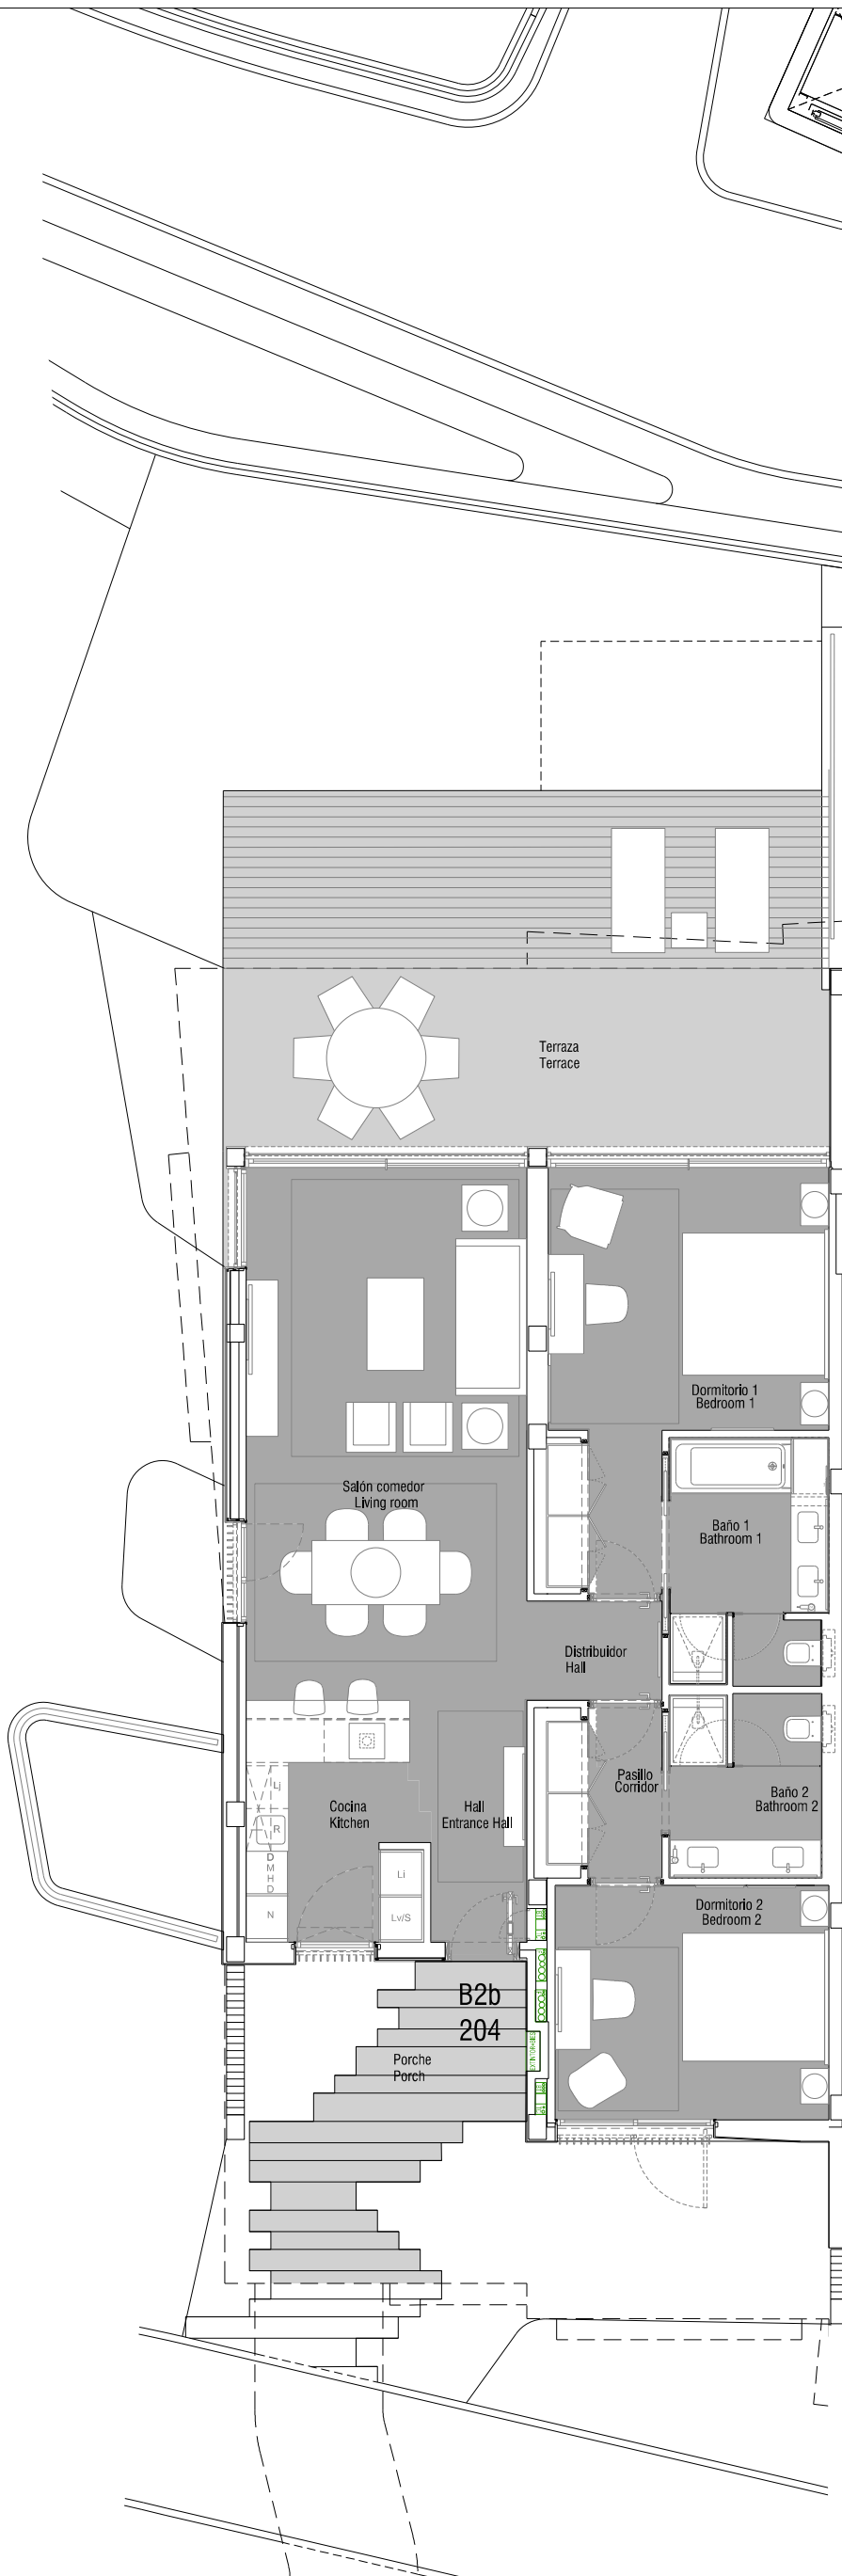 Terraza
Terrace
Dormitorio 1
Bedroom 1
Salón comedor
Living room
Baño 1
Bathroom 1
Distribuidor
Hall
Pasillo
Corridor
Baño 2
Bathroom 2
Cocina
Kitchen
Hall
Entrance Hall
Lj
R
D
M
H
D
N
Li
Lv/S
Dormitorio 2
Bedroom 2
B2b
204
Porche
Porch